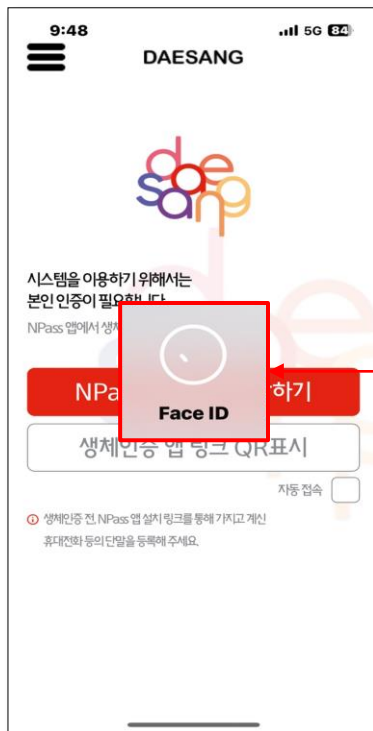 9:48
5G 84
DAESANG
daesang
시스템을 이용하기 위해서는
본인 인증이 필요합니다
NPass 앱에서 생체
NPa
하기
Face ID
생체인증 앱 링크 QR표시
자동 접속
생체인증 전, NPass 앱 설치 링크를 통해 가지고 계신
휴대전화 등의 단말을 등록해 주세요.